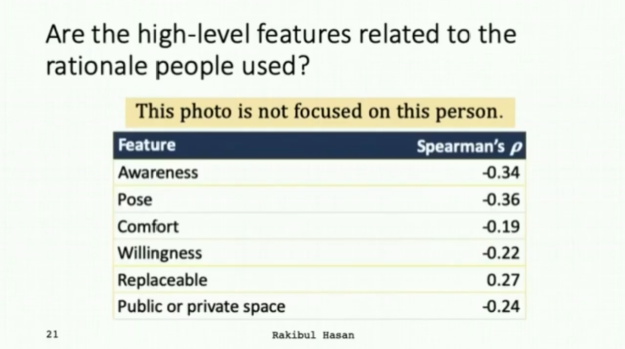 Are the high-level features related to the
rationale people used?
This photo is not focused on this person.
Feature Spearman's ρ
Awareness -0.34
Pose -0.36
Comfort -0.19
Willingness -0.22
Replaceable 0.27
Public or private space -0.24
21 Rakibul Hasan